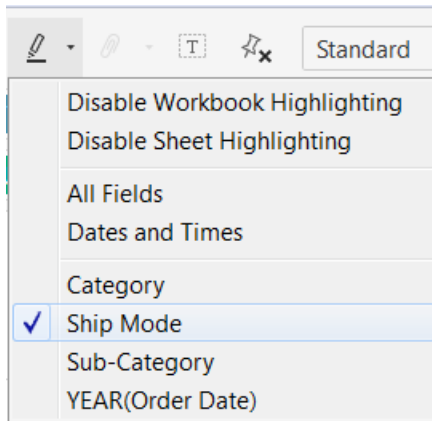 T
Standard
Disable Workbook Highlighting
Disable Sheet Highlighting
All Fields
Dates and Times
Category
Ship Mode
Sub-Category
YEAR(Order Date)